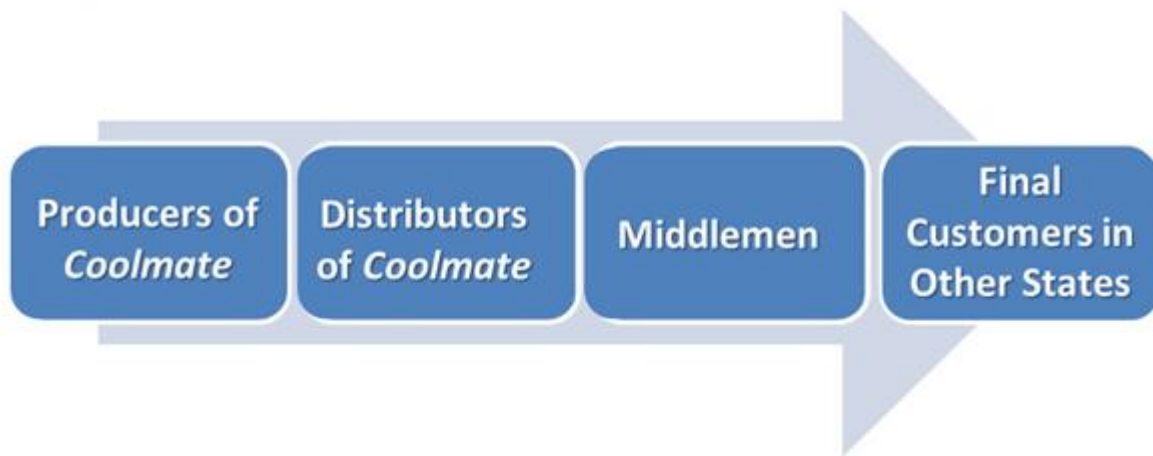 Producers of
Coolmate
Distributors
of Coolmate
Middlemen
Final
Customers in
Other States